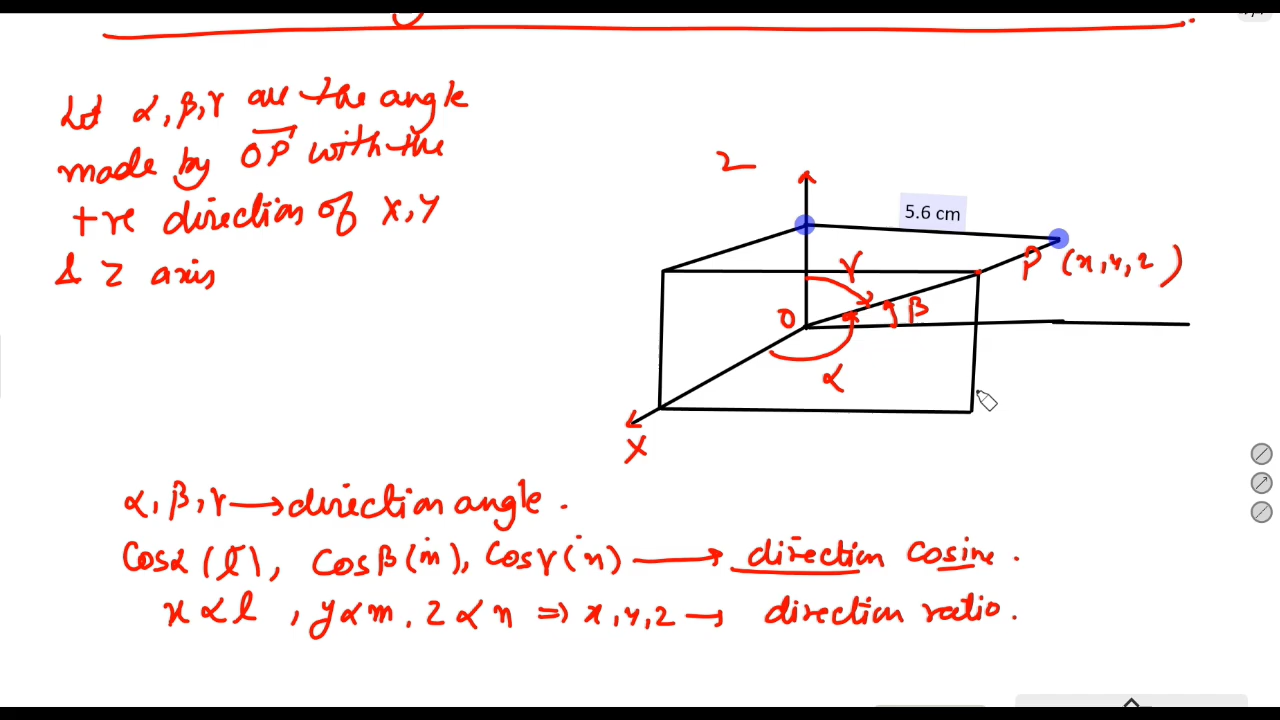 Let α, β, γ are the angle
made by OP with the
+ve direction of X, Y
& Z axis
Z
5.6 cm
γ
P (x, y, z)
O
β
α
X
α, β, γ → direction angle.
Cosα (l), Cosβ (m), Cosγ (n) → direction Cosine.
x ∝ l, y ∝ m, z ∝ n ⇒ x, y, z → direction ratio.